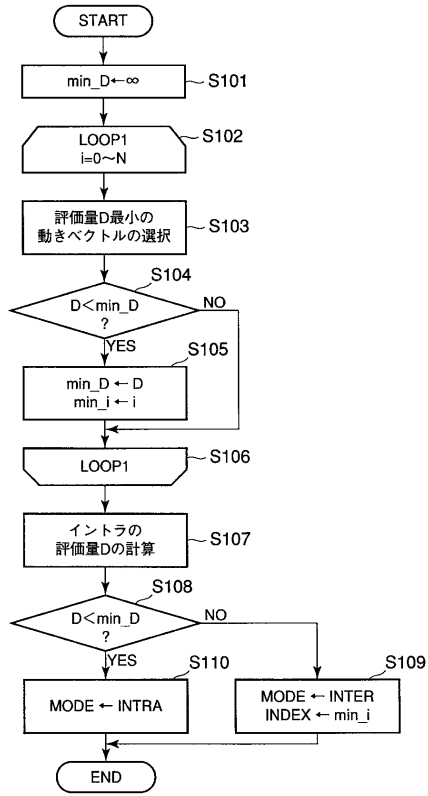 START
min_D←∞
S101
LOOP1
i=0〜N
S102
評価量D最小の
動きベクトルの選択
S103
S104
D＜min_D
?
NO
YES
S105
min_D ← D
min_i ← i
LOOP1
S106
イントラの
評価量Dの計算
S107
S108
D＜min_D
?
NO
YES
S110
MODE ← INTRA
S109
MODE ← INTER
INDEX ← min_i
END